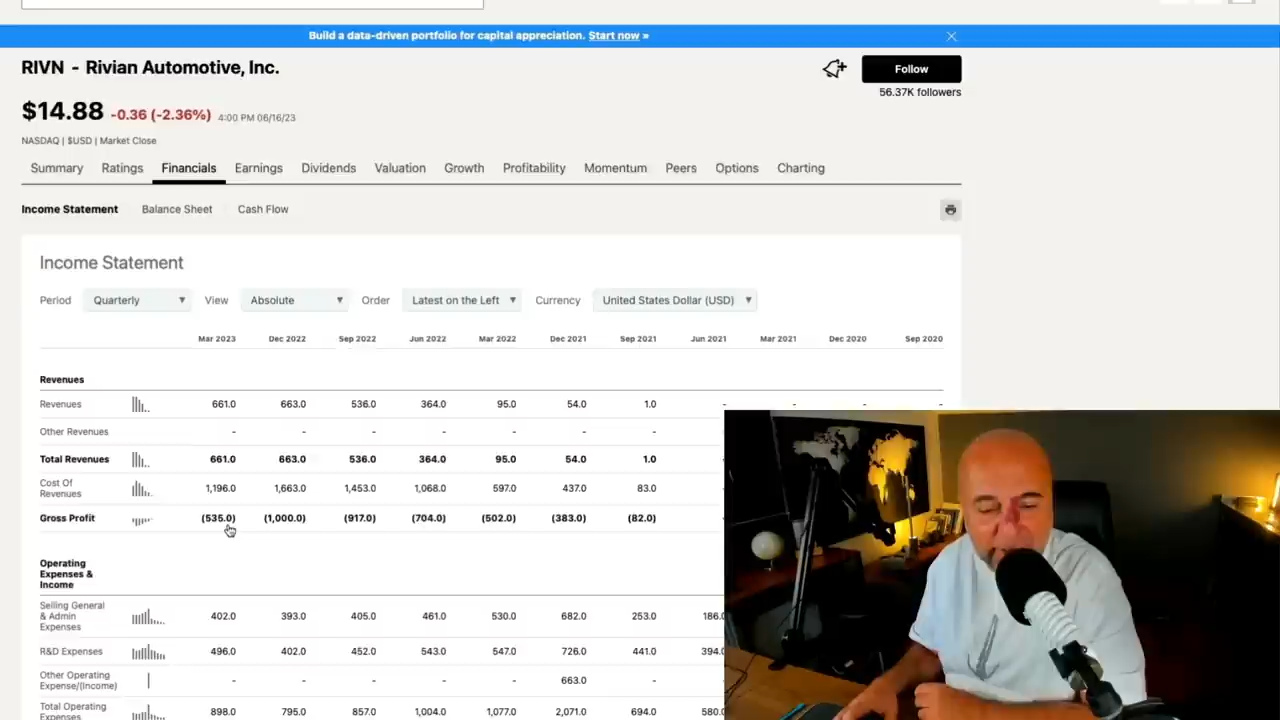 Build a data-driven portfolio for capital appreciation. Start now »
RIVN - Rivian Automotive, Inc.
Follow
$14.88 -0.36 (-2.36%) 4:00 PM 06/16/23
56.37K followers
NASDAQ | $USD | Market Close
Summary Ratings Financials Earnings Dividends Valuation Growth Profitability Momentum Peers Options Charting
Income Statement Balance Sheet Cash Flow
Income Statement
Period Quarterly View Absolute Order Latest on the Left Currency United States Dollar (USD)
Mar 2023 Dec 2022 Sep 2022 Jun 2022 Mar 2022 Dec 2021 Sep 2021 Jun 2021 Mar 2021 Dec 2020 Sep 2020
Revenues
Revenues 661.0 663.0 536.0 364.0 95.0 54.0 1.0 - - - -
Other Revenues - - - - - - -
Total Revenues 661.0 663.0 536.0 364.0 95.0 54.0 1.0
Cost Of
Revenues 1,196.0 1,663.0 1,453.0 1,068.0 597.0 437.0 83.0
Gross Profit (535.0) (1,000.0) (917.0) (704.0) (502.0) (383.0) (82.0)
Operating
Expenses &
Income
Selling General
& Admin 402.0 393.0 405.0 461.0 530.0 682.0 253.0 186.0
Expenses
R&D Expenses 496.0 402.0 452.0 543.0 547.0 726.0 441.0 394.0
Other Operating
Expense/(Income) - - - - - 663.0 -
Total Operating
Expenses 898.0 795.0 857.0 1,004.0 1,077.0 2,071.0 694.0 580.0